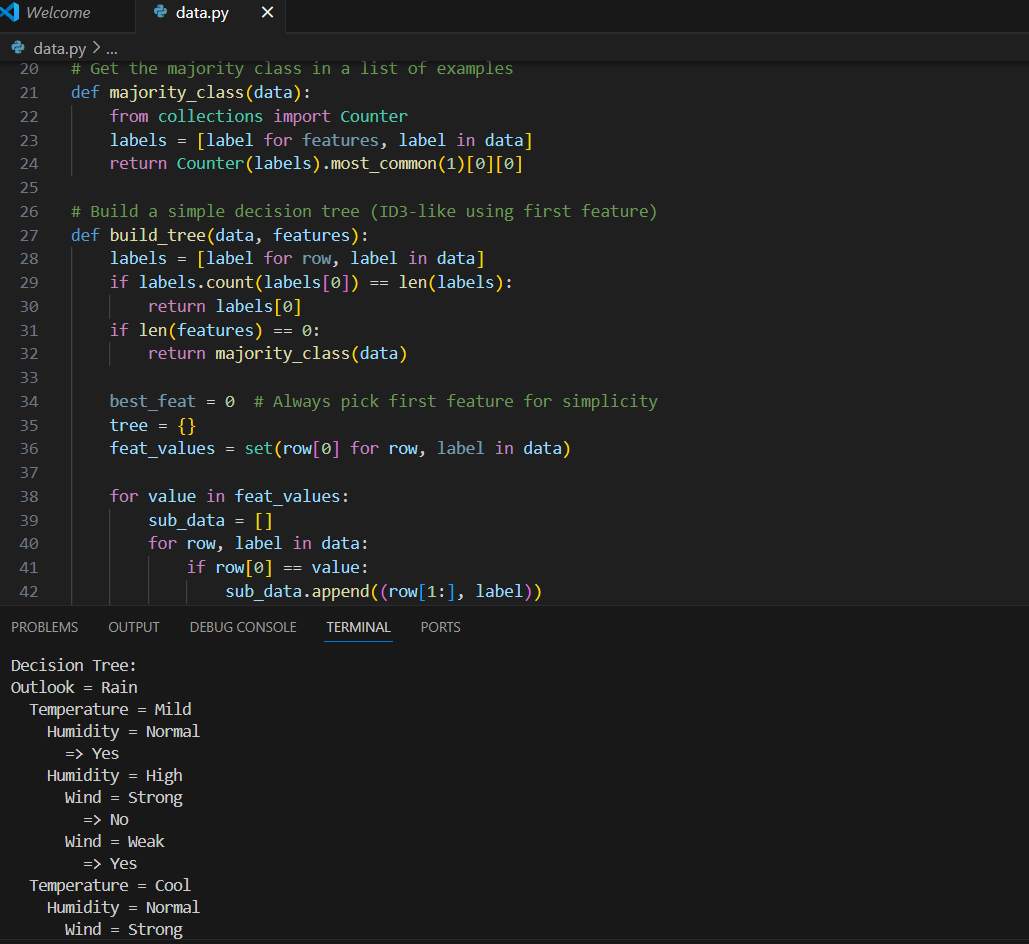 Welcome
data.py ×
data.py > ...
20 # Get the majority class in a list of examples
21 def majority_class(data):
22     from collections import Counter
23     labels = [label for features, label in data]
24     return Counter(labels).most_common(1)[0][0]
25
26 # Build a simple decision tree (ID3-like using first feature)
27 def build_tree(data, features):
28     labels = [label for row, label in data]
29     if labels.count(labels[0]) == len(labels):
30         return labels[0]
31     if len(features) == 0:
32         return majority_class(data)
33
34     best_feat = 0  # Always pick first feature for simplicity
35     tree = {}
36     feat_values = set(row[0] for row, label in data)
37
38     for value in feat_values:
39         sub_data = []
40         for row, label in data:
41             if row[0] == value:
42                 sub_data.append((row[1:], label))
PROBLEMS OUTPUT DEBUG CONSOLE TERMINAL PORTS
Decision Tree:
Outlook = Rain
  Temperature = Mild
    Humidity = Normal
      => Yes
    Humidity = High
      Wind = Strong
        => No
      Wind = Weak
        => Yes
  Temperature = Cool
    Humidity = Normal
      Wind = Strong